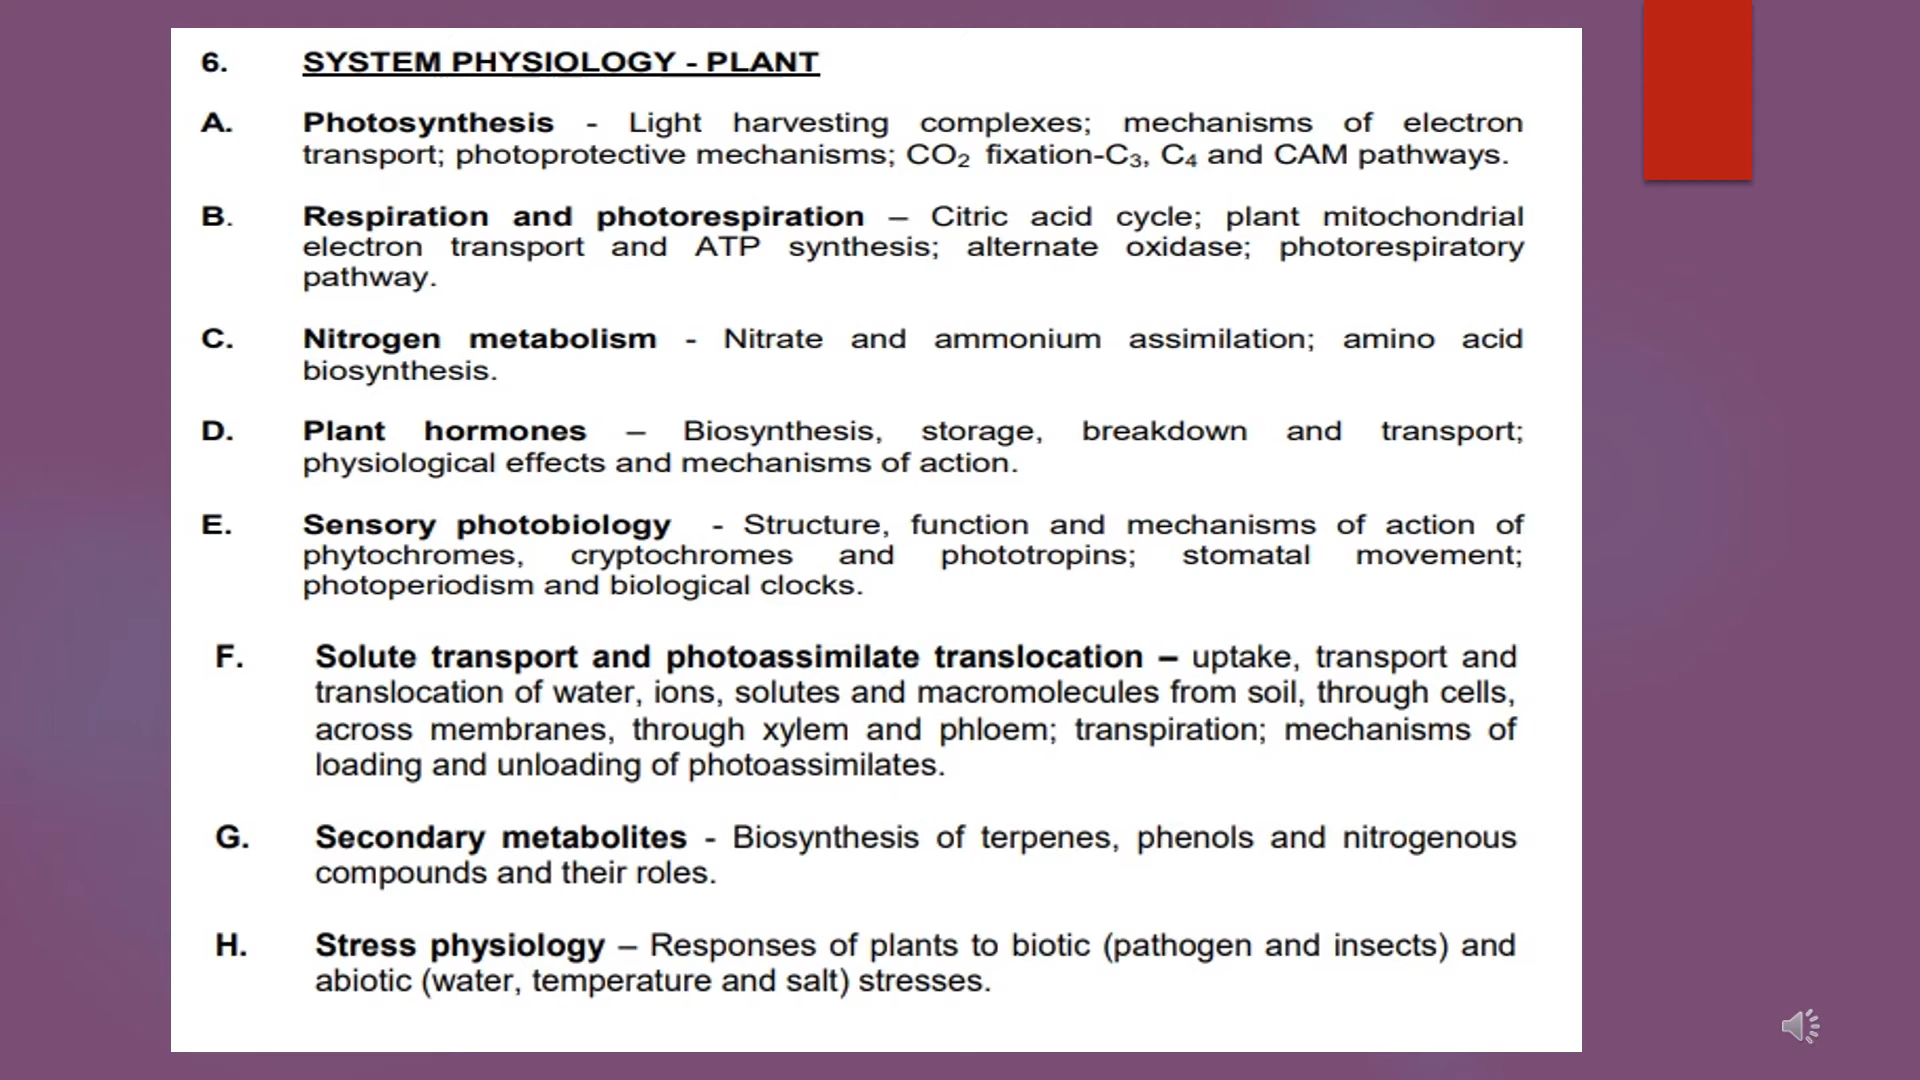 6. SYSTEM PHYSIOLOGY - PLANT
A. Photosynthesis - Light harvesting complexes; mechanisms of electron
transport; photoprotective mechanisms; CO₂ fixation-C₃, C₄ and CAM pathways.
B. Respiration and photorespiration – Citric acid cycle; plant mitochondrial
electron transport and ATP synthesis; alternate oxidase; photorespiratory
pathway.
C. Nitrogen metabolism - Nitrate and ammonium assimilation; amino acid
biosynthesis.
D. Plant hormones – Biosynthesis, storage, breakdown and transport;
physiological effects and mechanisms of action.
E. Sensory photobiology - Structure, function and mechanisms of action of
phytochromes, cryptochromes and phototropins; stomatal movement;
photoperiodism and biological clocks.
F. Solute transport and photoassimilate translocation – uptake, transport and
translocation of water, ions, solutes and macromolecules from soil, through cells,
across membranes, through xylem and phloem; transpiration; mechanisms of
loading and unloading of photoassimilates.
G. Secondary metabolites - Biosynthesis of terpenes, phenols and nitrogenous
compounds and their roles.
H. Stress physiology – Responses of plants to biotic (pathogen and insects) and
abiotic (water, temperature and salt) stresses.